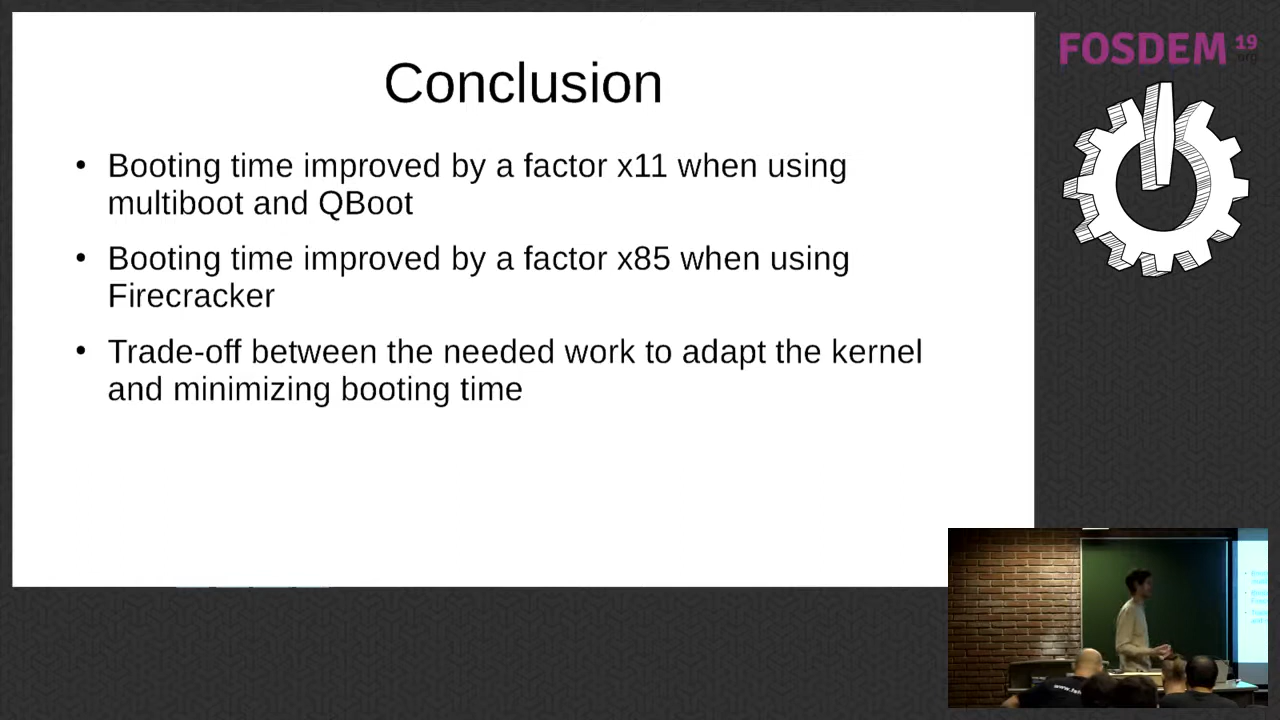 Conclusion
FOSDEM 19
.org
• Booting time improved by a factor x11 when using
multiboot and QBoot
• Booting time improved by a factor x85 when using
Firecracker
• Trade-off between the needed work to adapt the kernel
and minimizing booting time